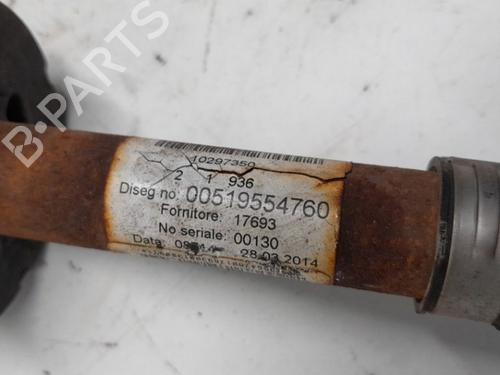 10297350
2 1 936
Diseg no: 00519554760
Fornitore: 17693
No seriale: 00130
Data: 28.03.2014
B-PARTS